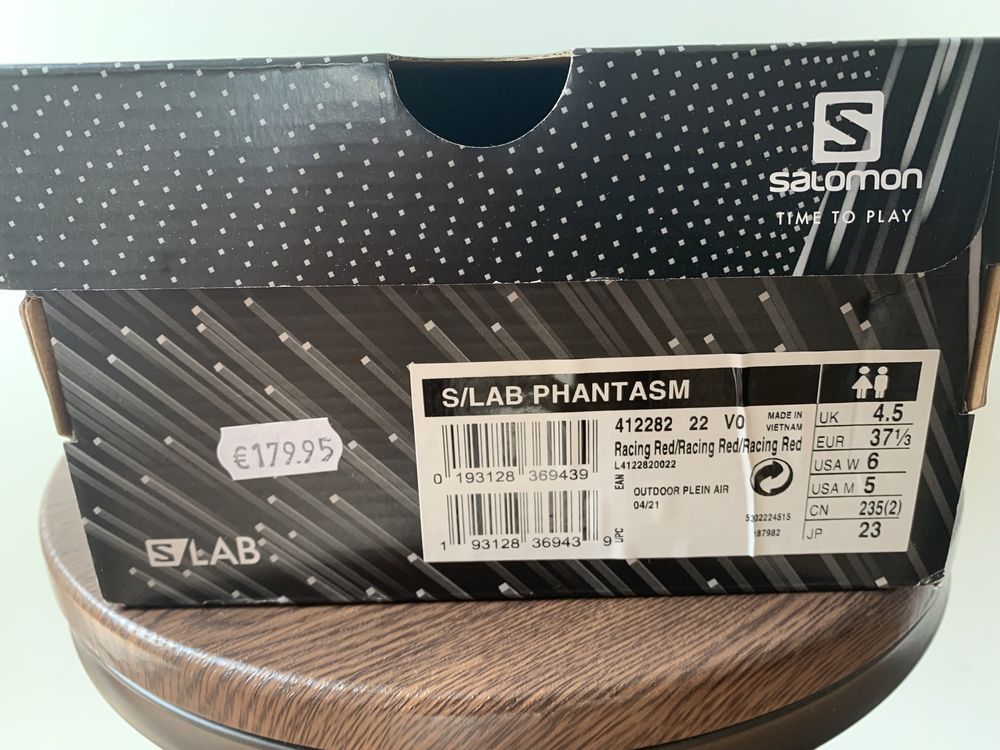 S
salomon
TIME TO PLAY
S/LAB PHANTASM
412282 22 V0
MADE IN
VIETNAM
Racing Red/Racing Red/Racing Red
L4122820022
0 193128 369439
EAN
OUTDOOR PLEIN AIR
04/21
1 93128 36943 9
UPC
UK 4.5
EUR 37⅓
USA W 6
USA M 5
CN 235(2)
JP 23
€179.95
S/LAB